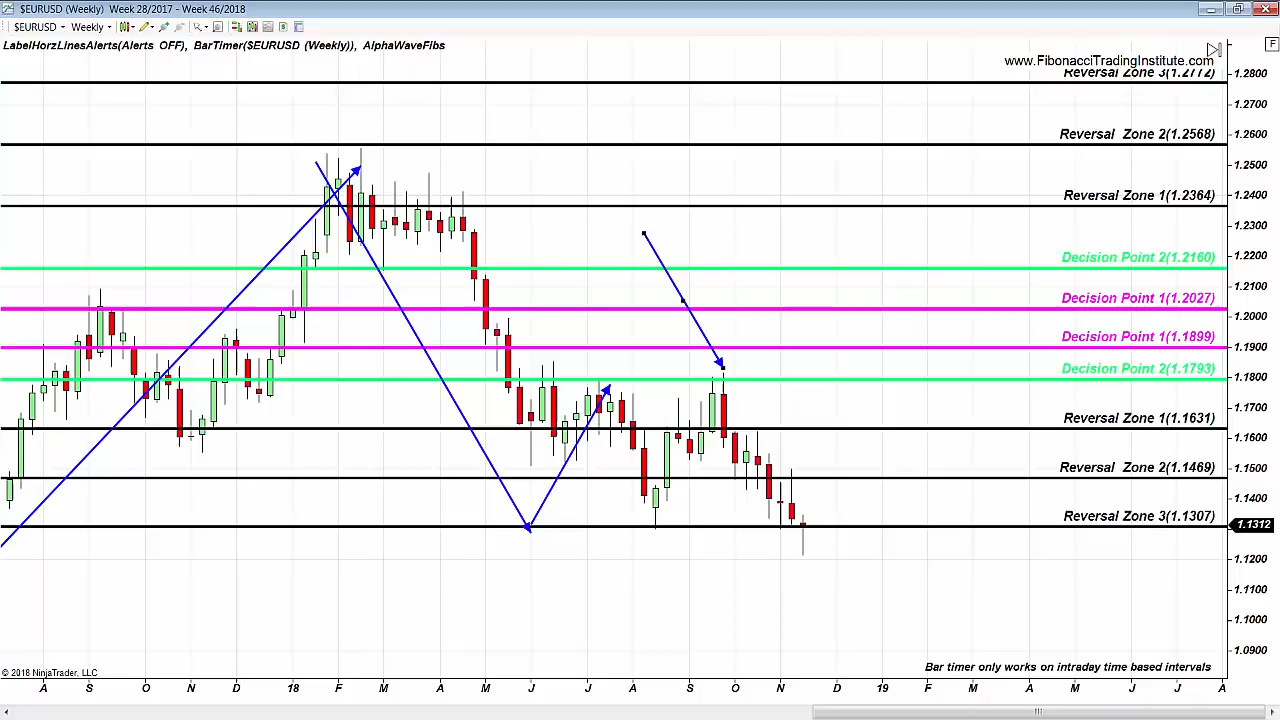 $EURUSD (Weekly)  Week 28/2017 - Week 46/2018
$EURUSD Weekly
LabelHorzLinesAlerts(Alerts OFF), BarTimer($EURUSD (Weekly)), AlphaWaveFibs
F
www.FibonacciTradingInstitute.com
Reversal Zone 3(1.2772)
1.2800
1.2700
Reversal Zone 2(1.2568)
1.2600
1.2500
Reversal Zone 1(1.2364)
1.2400
1.2300
Decision Point 2(1.2160)
1.2200
1.2100
Decision Point 1(1.2027)
1.2000
Decision Point 1(1.1899)
1.1900
Decision Point 2(1.1793)
1.1800
1.1700
Reversal Zone 1(1.1631)
1.1600
Reversal Zone 2(1.1469)
1.1500
1.1400
Reversal Zone 3(1.1307)
1.1312
1.1200
1.1100
1.1000
1.0900
© 2018 NinjaTrader, LLC
Bar timer only works on intraday time based intervals
A S O N D 18 F M A M J J A S O N D 19 F M A M J J A